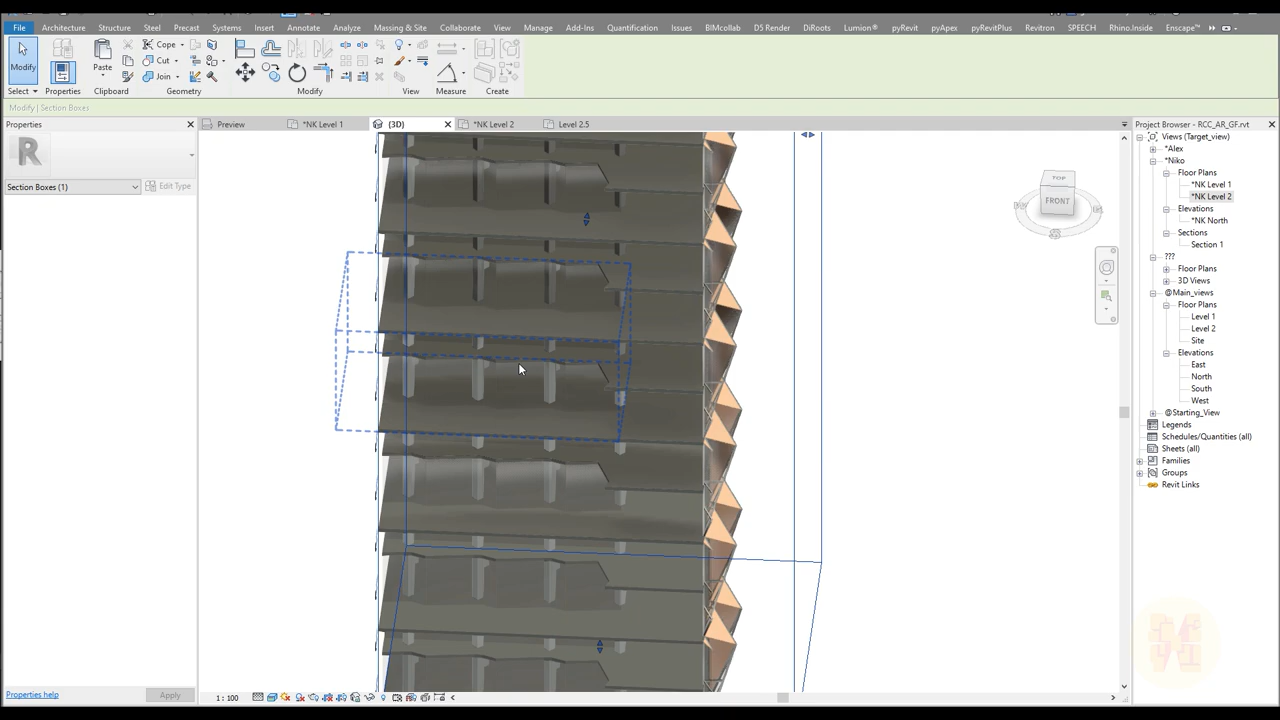 File Architecture Structure Steel Precast Systems Insert Annotate Analyze Massing & Site Collaborate View Manage Add-Ins Quantification Issues BIMcollab D5 Render DiRoots Lumion® pyRevit pyApex pyRevitPlus Revitron SPEECH Rhino.Inside Enscape™
Modify Paste Cope Cut Join
Select Properties Clipboard Geometry Modify View Measure Create
Modify | Section Boxes
Properties
Preview *NK Level 1 {3D} *NK Level 2 Level 2.5
Project Browser - RCC_AR_GF.rvt
R
Section Boxes (1) Edit Type
TOP
FRONT
Views (Target_view)
*Alex
*Niko
Floor Plans
*NK Level 1
*NK Level 2
Elevations
*NK North
Sections
Section 1
???
Floor Plans
3D Views
@Main_views
Floor Plans
Level 1
Level 2
Site
Elevations
East
North
South
West
@Starting_View
Legends
Schedules/Quantities (all)
Sheets (all)
Families
Groups
Revit Links
Properties help Apply
1 : 100